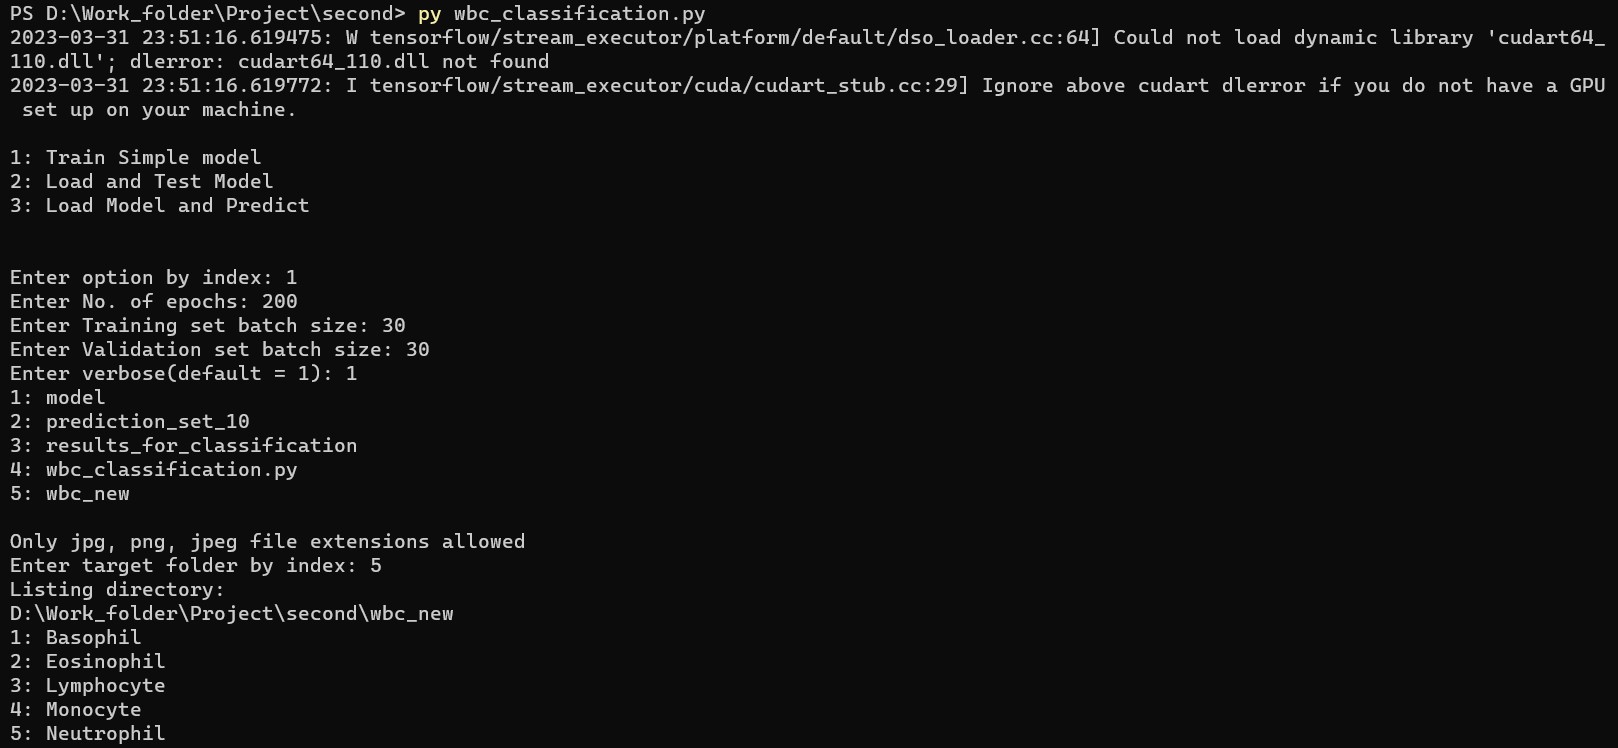 PS D:\Work_folder\Project\second> py wbc_classification.py
2023-03-31 23:51:16.619475: W tensorflow/stream_executor/platform/default/dso_loader.cc:64] Could not load dynamic library 'cudart64_
110.dll'; dlerror: cudart64_110.dll not found
2023-03-31 23:51:16.619772: I tensorflow/stream_executor/cuda/cudart_stub.cc:29] Ignore above cudart dlerror if you do not have a GPU
 set up on your machine.
1: Train Simple model
2: Load and Test Model
3: Load Model and Predict
Enter option by index: 1
Enter No. of epochs: 200
Enter Training set batch size: 30
Enter Validation set batch size: 30
Enter verbose(default = 1): 1
1: model
2: prediction_set_10
3: results_for_classification
4: wbc_classification.py
5: wbc_new
Only jpg, png, jpeg file extensions allowed
Enter target folder by index: 5
Listing directory:
D:\Work_folder\Project\second\wbc_new
1: Basophil
2: Eosinophil
3: Lymphocyte
4: Monocyte
5: Neutrophil